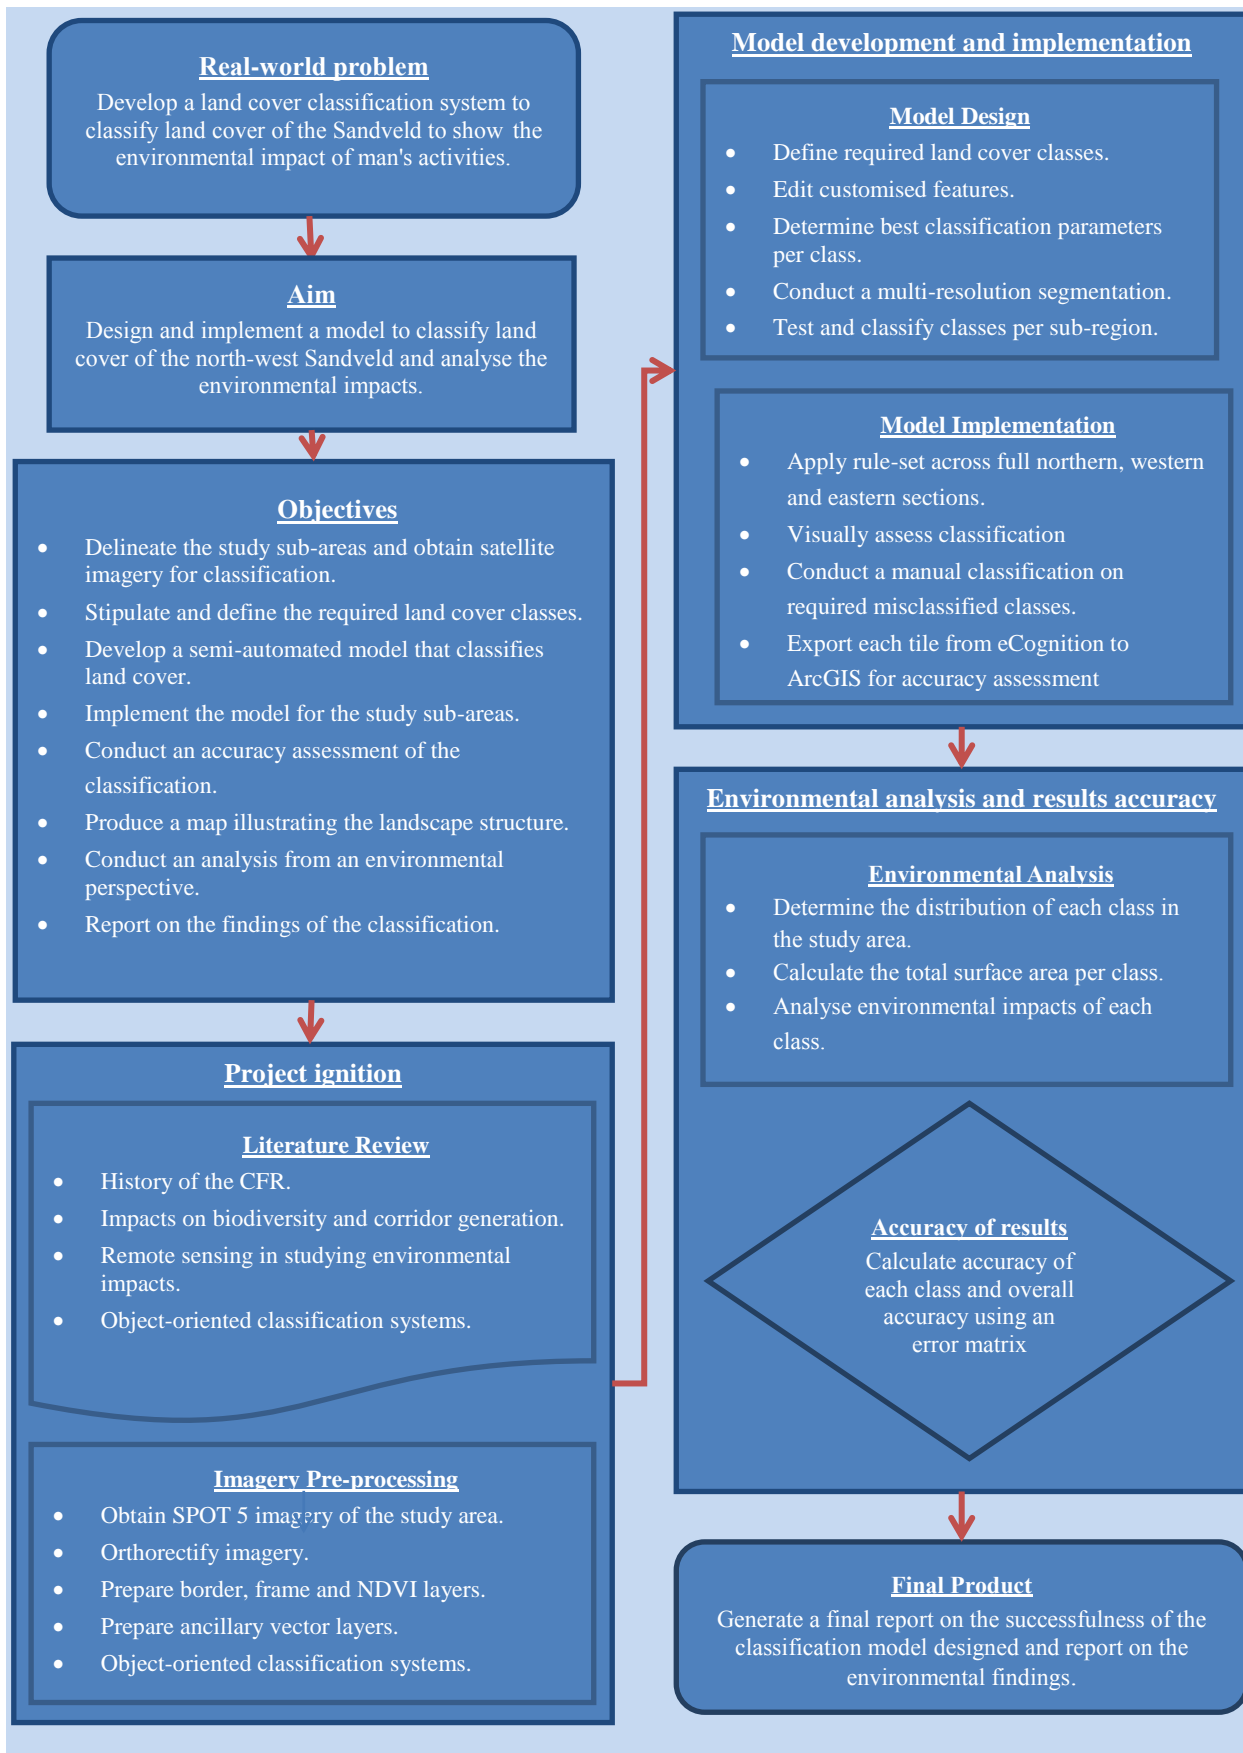 Real-world problem
Develop a land cover classification system to
classify land cover of the Sandveld to show the
environmental impact of man's activities.
Aim
Design and implement a model to classify land
cover of the north-west Sandveld and analyse the
environmental impacts.
Objectives
• Delineate the study sub-areas and obtain satellite
imagery for classification.
• Stipulate and define the required land cover classes.
• Develop a semi-automated model that classifies
land cover.
• Implement the model for the study sub-areas.
• Conduct an accuracy assessment of the
classification.
• Produce a map illustrating the landscape structure.
• Conduct an analysis from an environmental
perspective.
• Report on the findings of the classification.
Project ignition
Literature Review
• History of the CFR.
• Impacts on biodiversity and corridor generation.
• Remote sensing in studying environmental
impacts.
• Object-oriented classification systems.
Imagery Pre-processing
• Obtain SPOT 5 imagery of the study area.
• Orthorectify imagery.
• Prepare border, frame and NDVI layers.
• Prepare ancillary vector layers.
• Object-oriented classification systems.
Model development and implementation
Model Design
• Define required land cover classes.
• Edit customised features.
• Determine best classification parameters
per class.
• Conduct a multi-resolution segmentation.
• Test and classify classes per sub-region.
Model Implementation
• Apply rule-set across full northern, western
and eastern sections.
• Visually assess classification
• Conduct a manual classification on
required misclassified classes.
• Export each tile from eCognition to
ArcGIS for accuracy assessment
Environmental analysis and results accuracy
Environmental Analysis
• Determine the distribution of each class in
the study area.
• Calculate the total surface area per class.
• Analyse environmental impacts of each
class.
Accuracy of results
Calculate accuracy of
each class and overall
accuracy using an
error matrix
Final Product
Generate a final report on the successfulness of the
classification model designed and report on the
environmental findings.